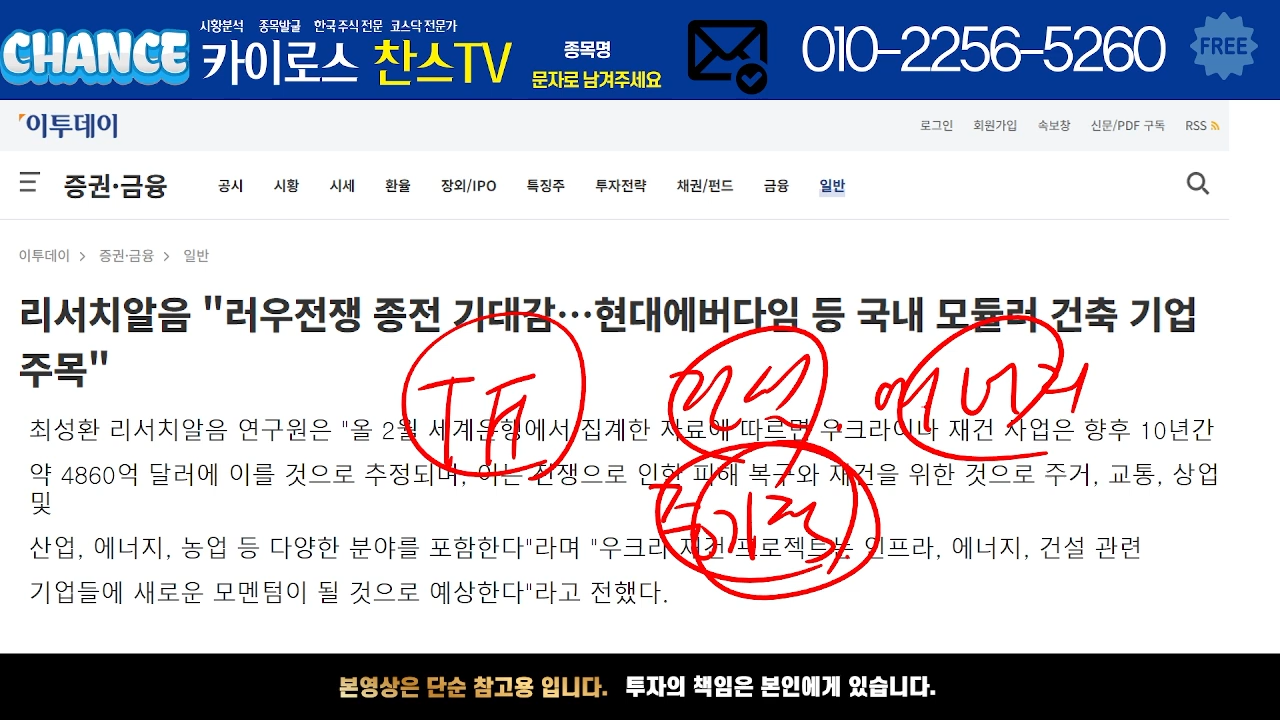 시황분석 종목발굴 한국 주식 전문 코스닥 전문가
CHANCE 카이로스 찬스TV
종목명
문자로 남겨주세요
010-2256-5260
FREE
이투데이
로그인 회원가입 속보창 신문/PDF 구독 RSS
증권·금융 공시 시황 시세 환율 장외/IPO 특징주 투자전략 채권/펀드 금융 일반
이투데이 > 증권·금융 > 일반
리서치알음 "러우전쟁 종전 기대감…현대에버다임 등 국내 모듈러 건축 기업
주목"
건설, 에너지
최성환 리서치알음 연구원은 "올 2월 세계은행에서 집계한 자료에 따르면 우크라이나 재건 사업은 향후 10년간
약 4860억 달러에 이를 것으로 추정되며, 이는 전쟁으로 인한 피해 복구와 재건을 위한 것으로 주거, 교통, 상업
및
산업, 에너지, 농업 등 다양한 분야를 포함한다"라며 "우크라 재건 프로젝트는 인프라, 에너지, 건설 관련
기업들에 새로운 모멘텀이 될 것으로 예상한다"라고 전했다.
본영상은 단순 참고용 입니다. 투자의 책임은 본인에게 있습니다.